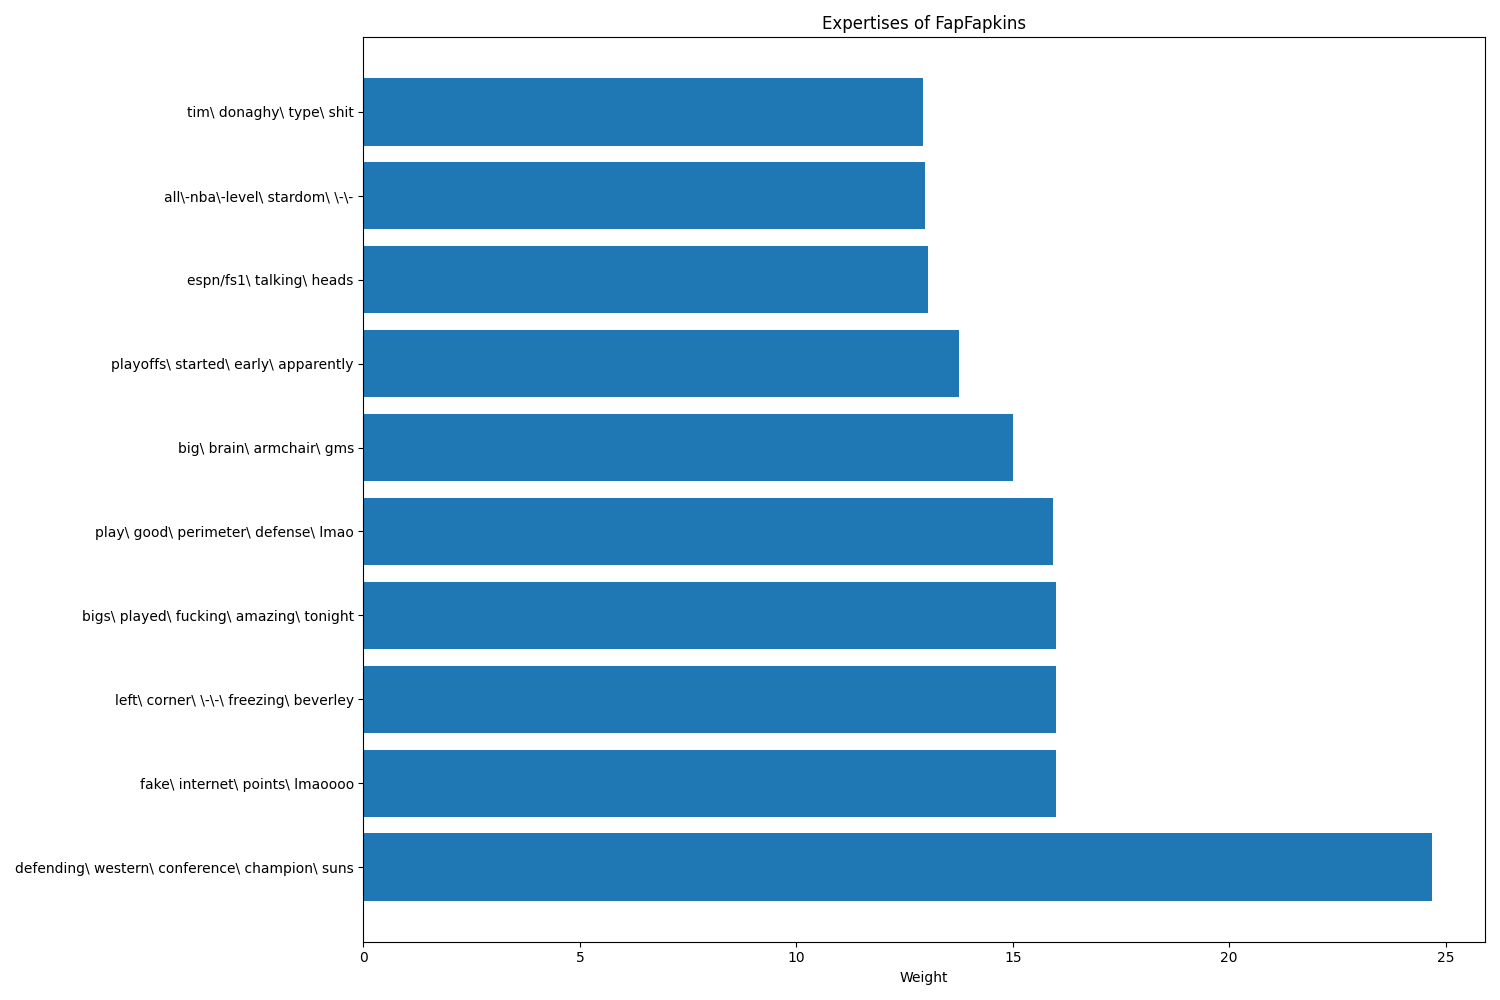 Expertises of FapFapkins
tim\ donaghy\ type\ shit
all\-nba\-level\ stardom\ \-\-
espn/fs1\ talking\ heads
playoffs\ started\ early\ apparently
big\ brain\ armchair\ gms
play\ good\ perimeter\ defense\ lmao
bigs\ played\ fucking\ amazing\ tonight
left\ corner\ \-\-\ freezing\ beverley
fake\ internet\ points\ lmaoooo
defending\ western\ conference\ champion\ suns
0 5 10 15 20 25
Weight